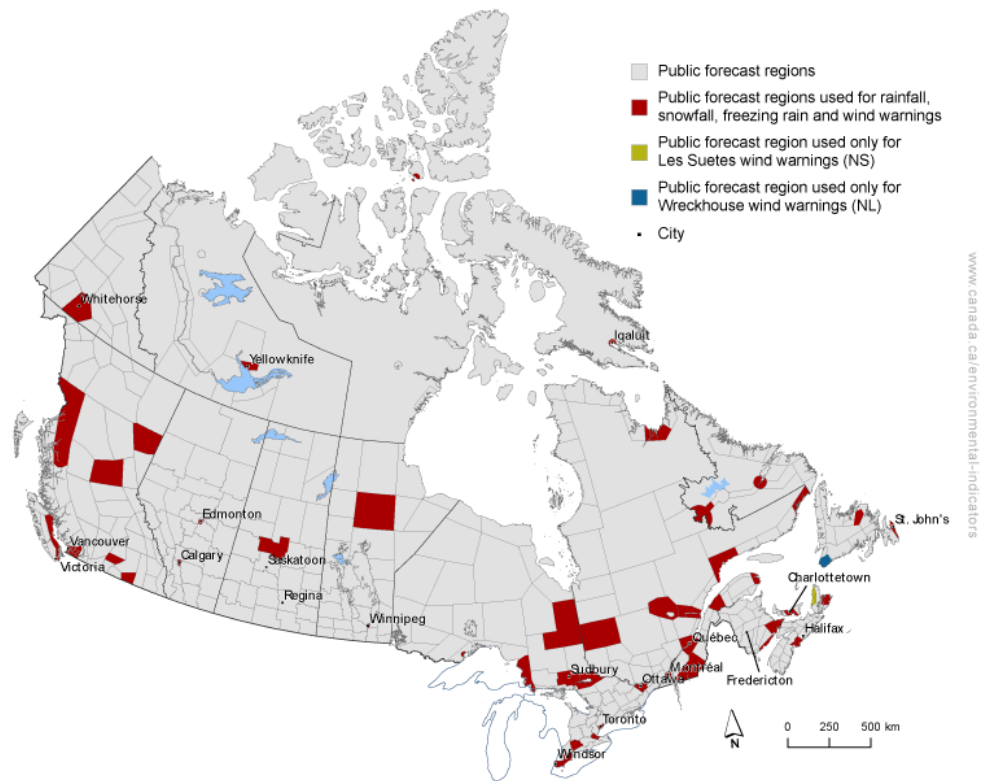 Public forecast regions
Public forecast regions used for rainfall,
snowfall, freezing rain and wind warnings
Public forecast region used only for
Les Suetes wind warnings (NS)
Public forecast region used only for
Wreckhouse wind warnings (NL)
City
www.canada.ca/environmental-indicators
Whitehorse
Iqaluit
Yellowknife
Edmonton
St. John's
Vancouver
Calgary
Saskatoon
Victoria
Charlottetown
Regina
Winnipeg
Halifax
Québec
Sudbury
Montréal
Ottawa
Fredericton
Toronto
N
0 250 500 km
Windsor